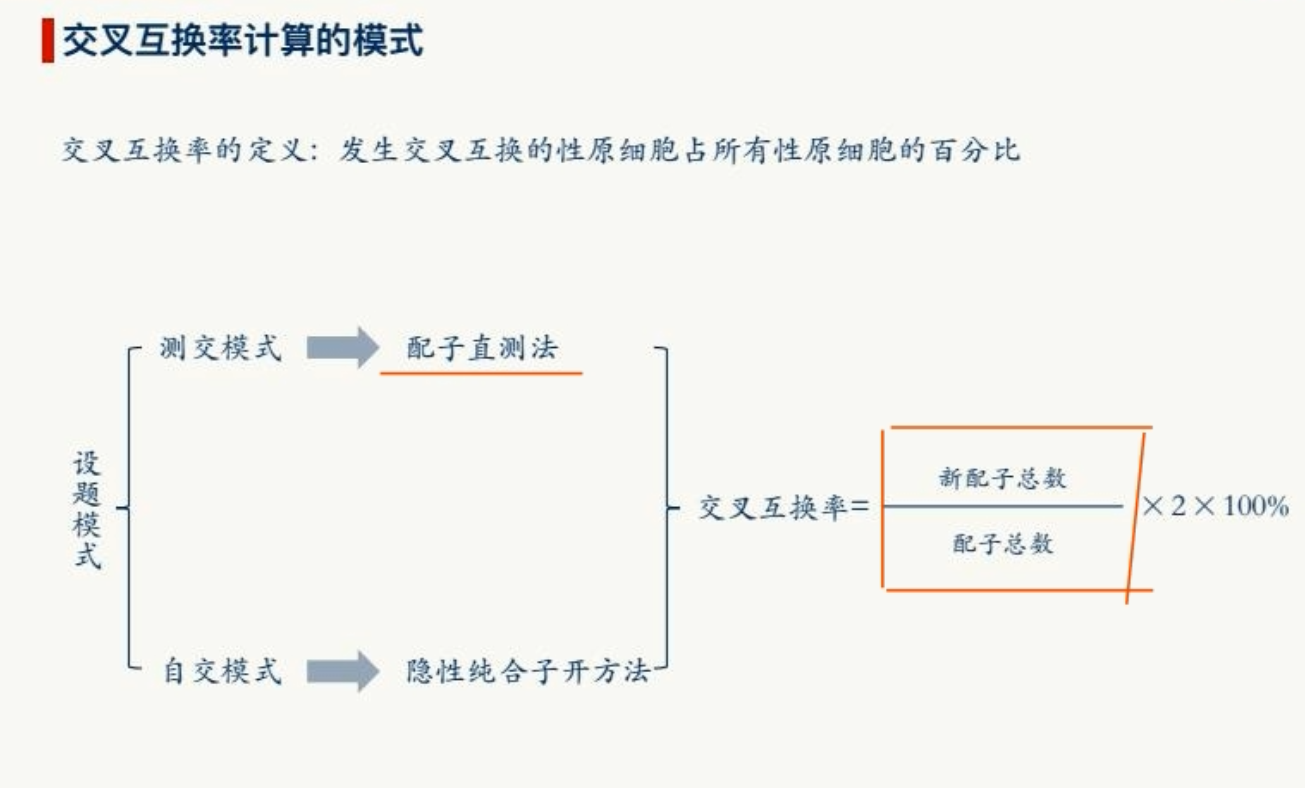 交叉互换率计算的模式
交叉互换率的定义：发生交叉互换的性原细胞占所有性原细胞的百分比
测交模式
配子直测法
设题模式
交叉互换率=
新配子总数
配子总数
×2×100%
自交模式
隐性纯合子开方法